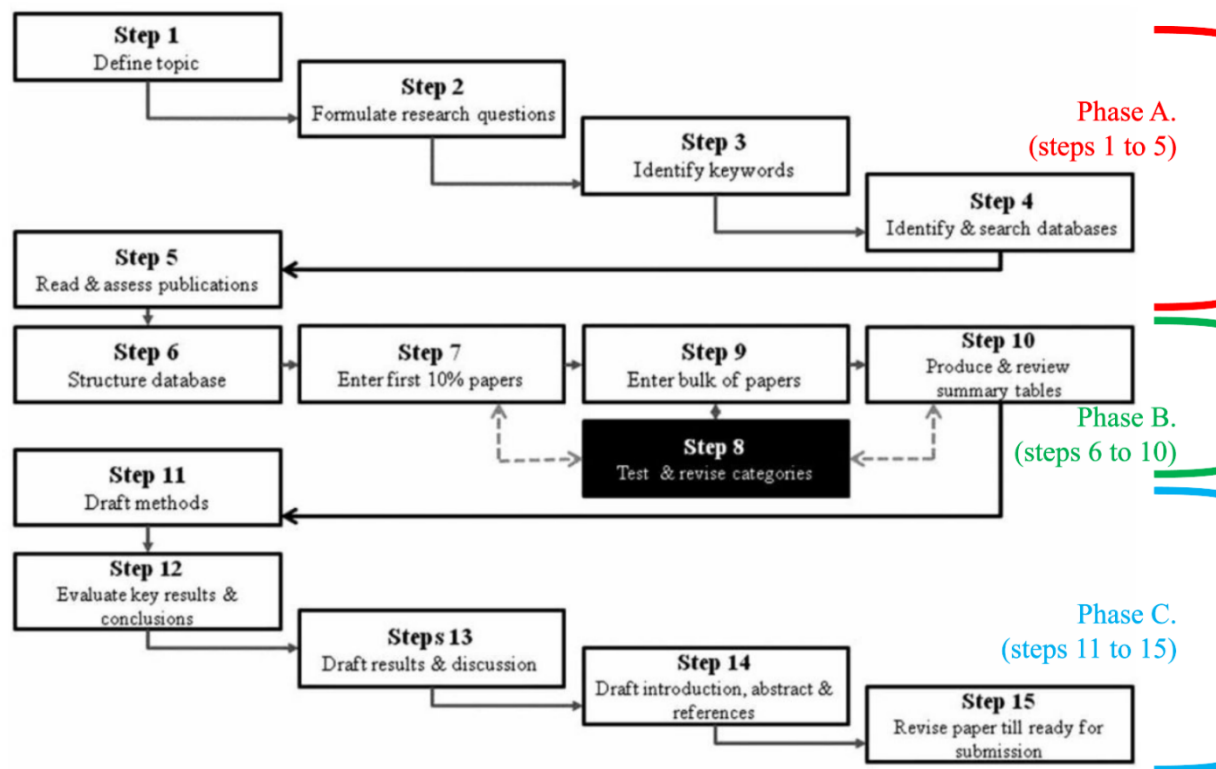 Step 1
Define topic
Step 2
Formulate research questions
Step 3
Identify keywords
Phase A.
(steps 1 to 5)
Step 4
Identify & search databases
Step 5
Read & assess publications
Step 6
Structure database
Step 7
Enter first 10% papers
Step 9
Enter bulk of papers
Step 10
Produce & review
summary tables
Step 8
Test & revise categories
Phase B.
(steps 6 to 10)
Step 11
Draft methods
Step 12
Evaluate key results &
conclusions
Steps 13
Draft results & discussion
Step 14
Draft introduction, abstract &
references
Phase C.
(steps 11 to 15)
Step 15
Revise paper till ready for
submission